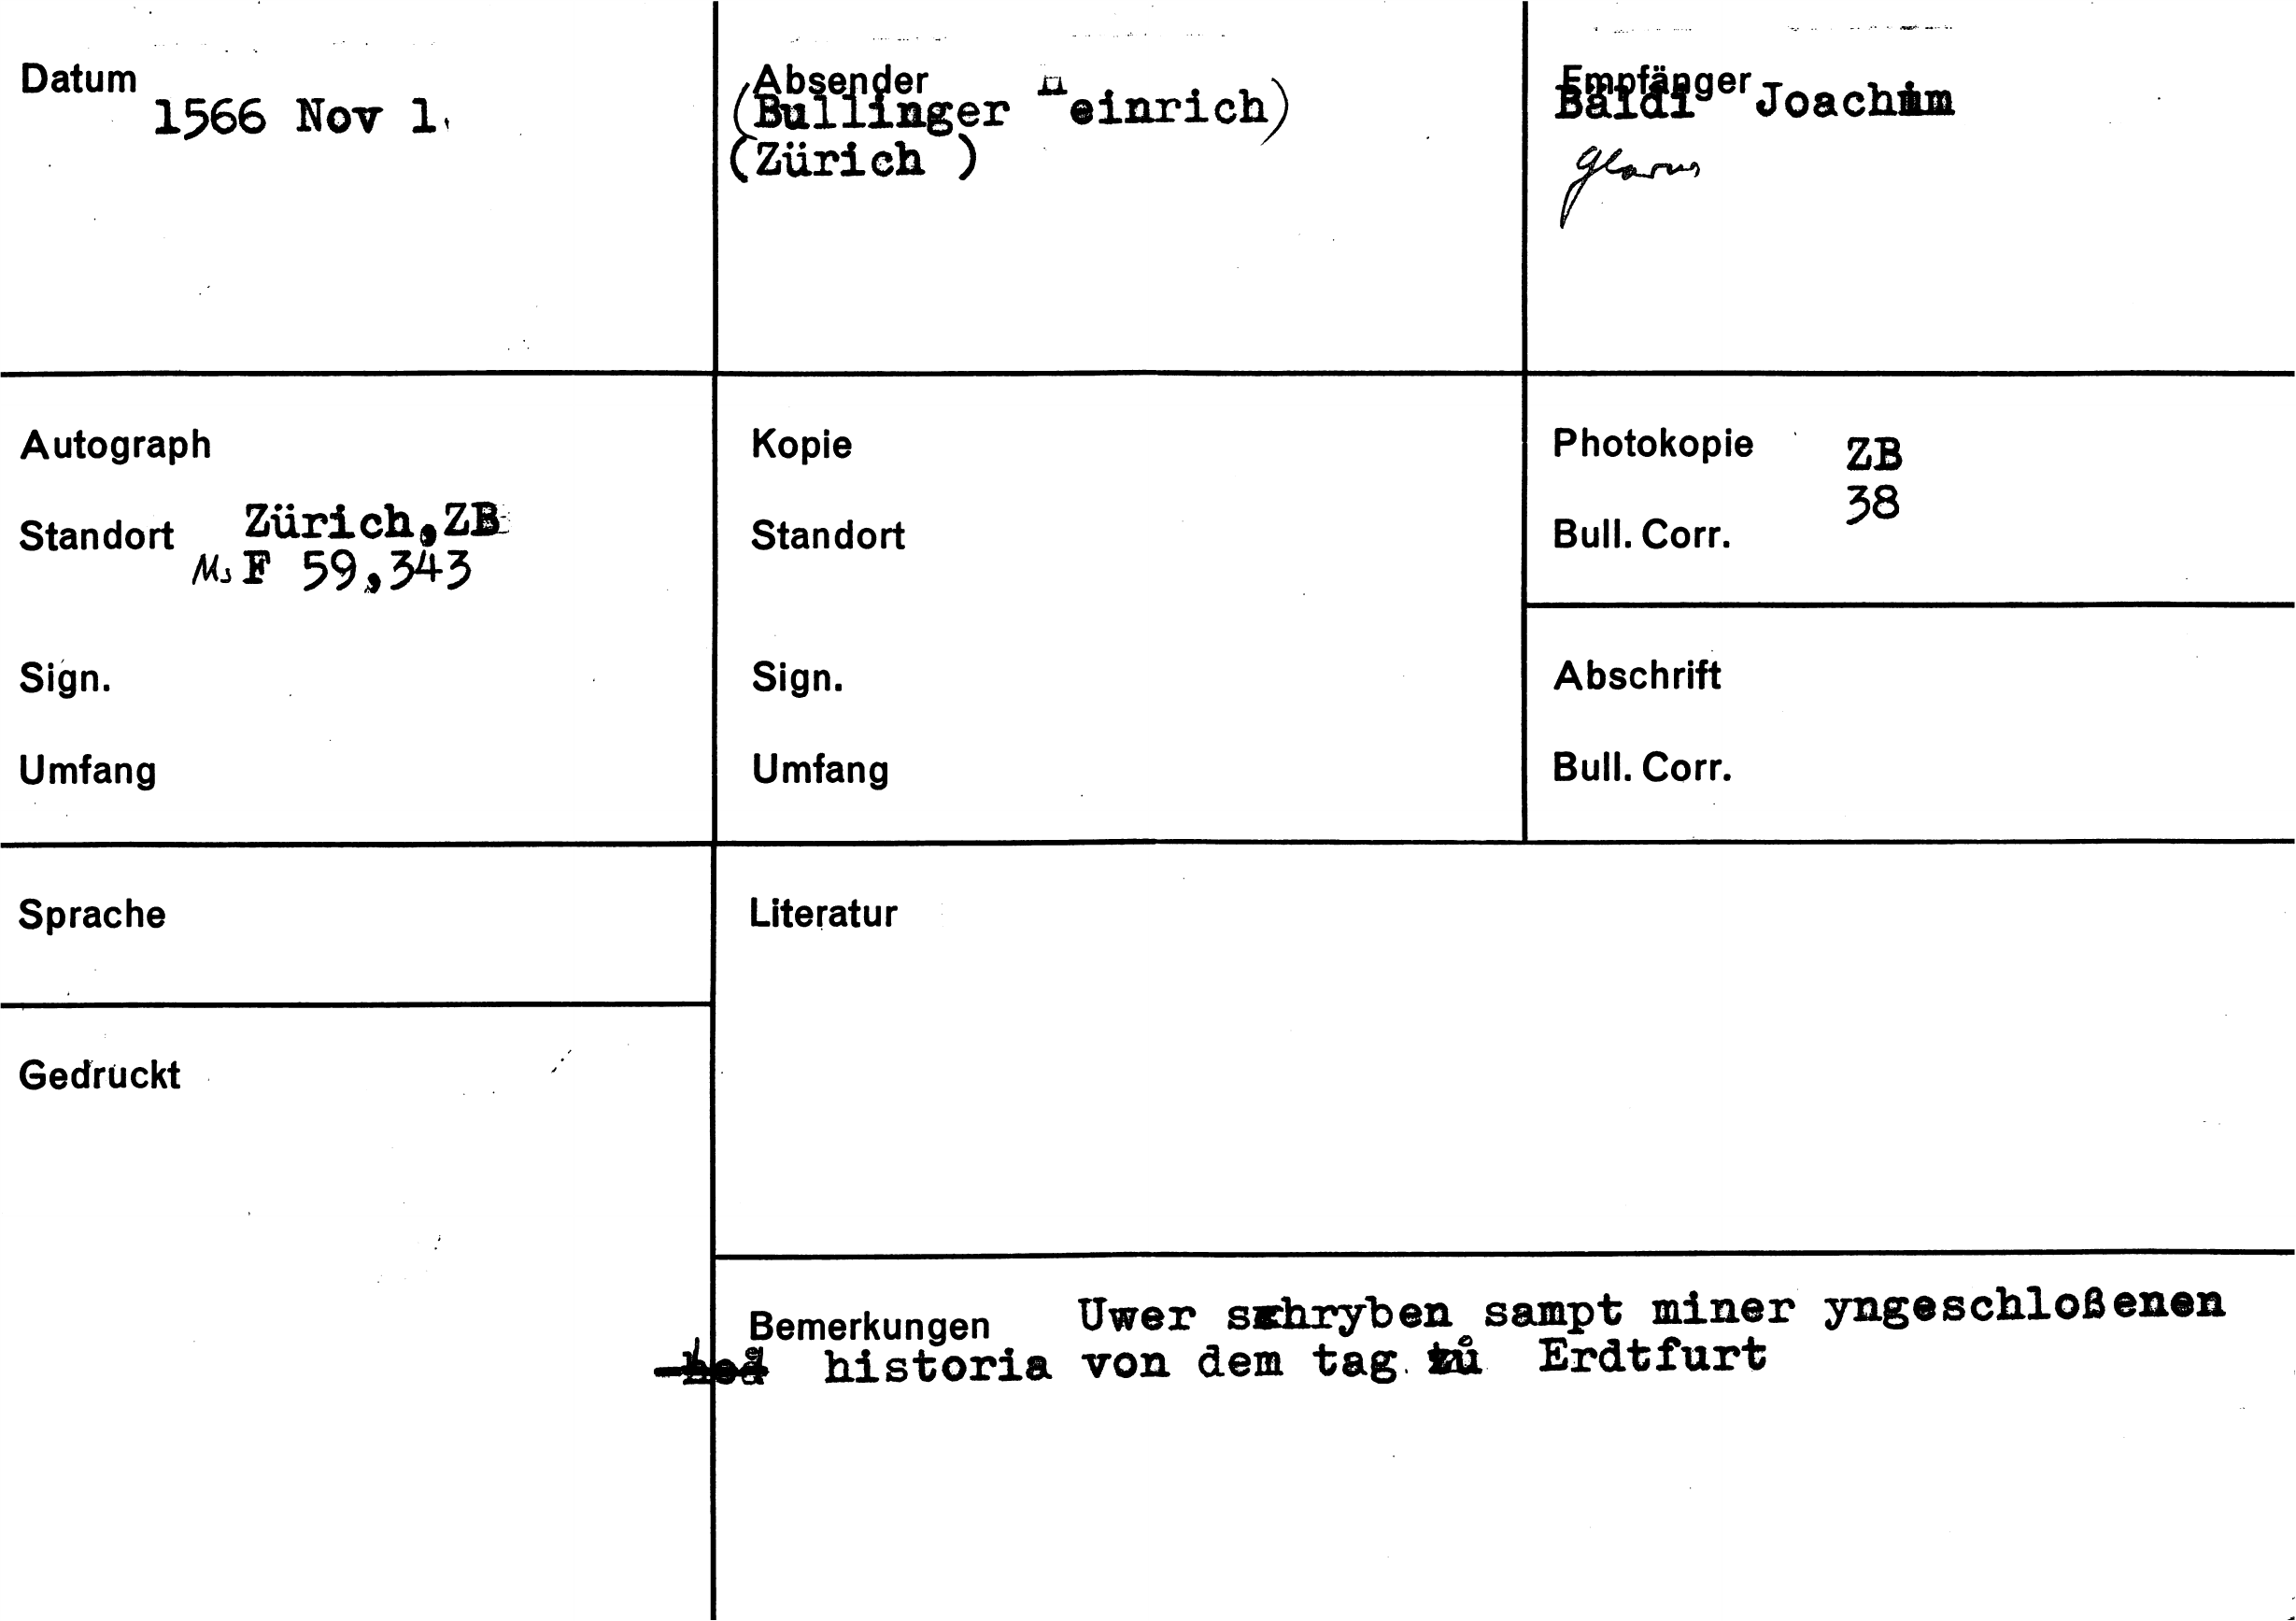 Datum
1566 Nov 1.
Absender
(Bullinger Heinrich)
(Zürich )
Empfänger
Bäldi Joachim
Glarus
Autograph
Standort Zürich, ZB
Ms F 59,343
Sign.
Umfang
Kopie
Standort
Sign.
Umfang
Photokopie ZB
38
Bull. Corr.
Abschrift
Bull. Corr.
Sprache
Literatur
Gedruckt
Bemerkungen Uwer schryben sampt miner yngeschloßenen
historia von dem tag zů Erdtfurt